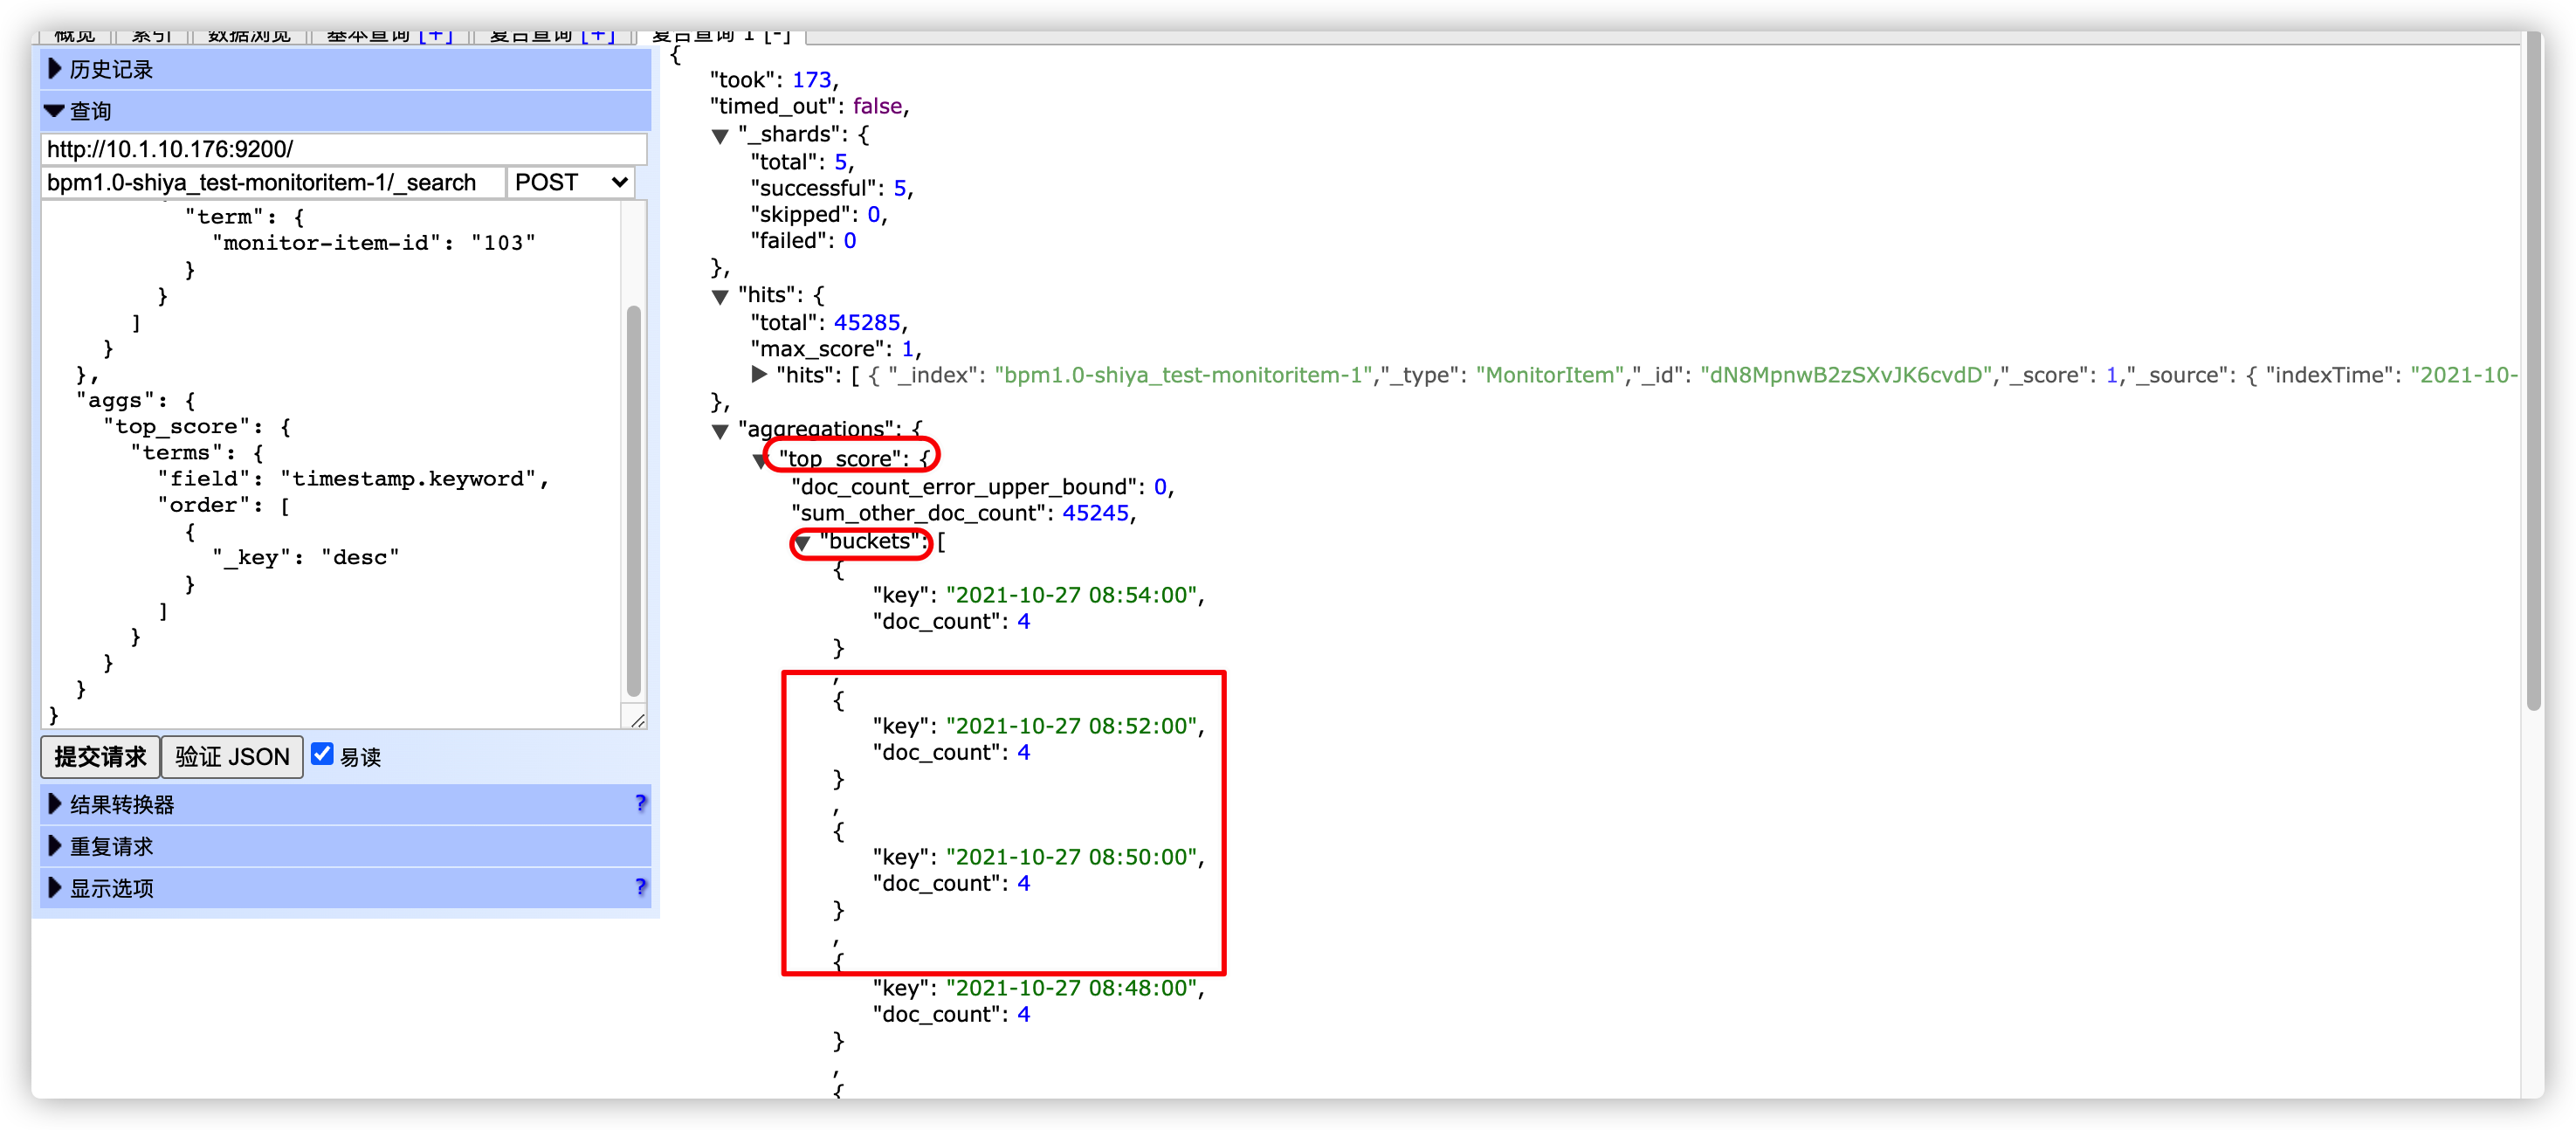 概览 索引 数据浏览 基本查询 [+] 复合查询 [+] 复合查询 1 [-]
历史记录
查询
http://10.1.10.176:9200/
bpm1.0-shiya_test-monitoritem-1/_search POST
"term": {
"monitor-item-id": "103"
}
}
]
}
},
"aggs": {
"top_score": {
"terms": {
"field": "timestamp.keyword",
"order": [
{
"_key": "desc"
}
]
}
}
}
}
提交请求 验证 JSON 易读
结果转换器 ?
重复请求
显示选项 ?
{
"took": 173,
"timed_out": false,
"_shards": {
"total": 5,
"successful": 5,
"skipped": 0,
"failed": 0
},
"hits": {
"total": 45285,
"max_score": 1,
"hits": [ { "_index": "bpm1.0-shiya_test-monitoritem-1","_type": "MonitorItem","_id": "dN8MpnwB2zSXvJK6cvdD","_score": 1,"_source": { "indexTime": "2021-10-
},
"aggregations": {
"top_score": {
"doc_count_error_upper_bound": 0,
"sum_other_doc_count": 45245,
"buckets": [
{
"key": "2021-10-27 08:54:00",
"doc_count": 4
}
,
{
"key": "2021-10-27 08:52:00",
"doc_count": 4
}
,
{
"key": "2021-10-27 08:50:00",
"doc_count": 4
}
,
{
"key": "2021-10-27 08:48:00",
"doc_count": 4
}
,
{